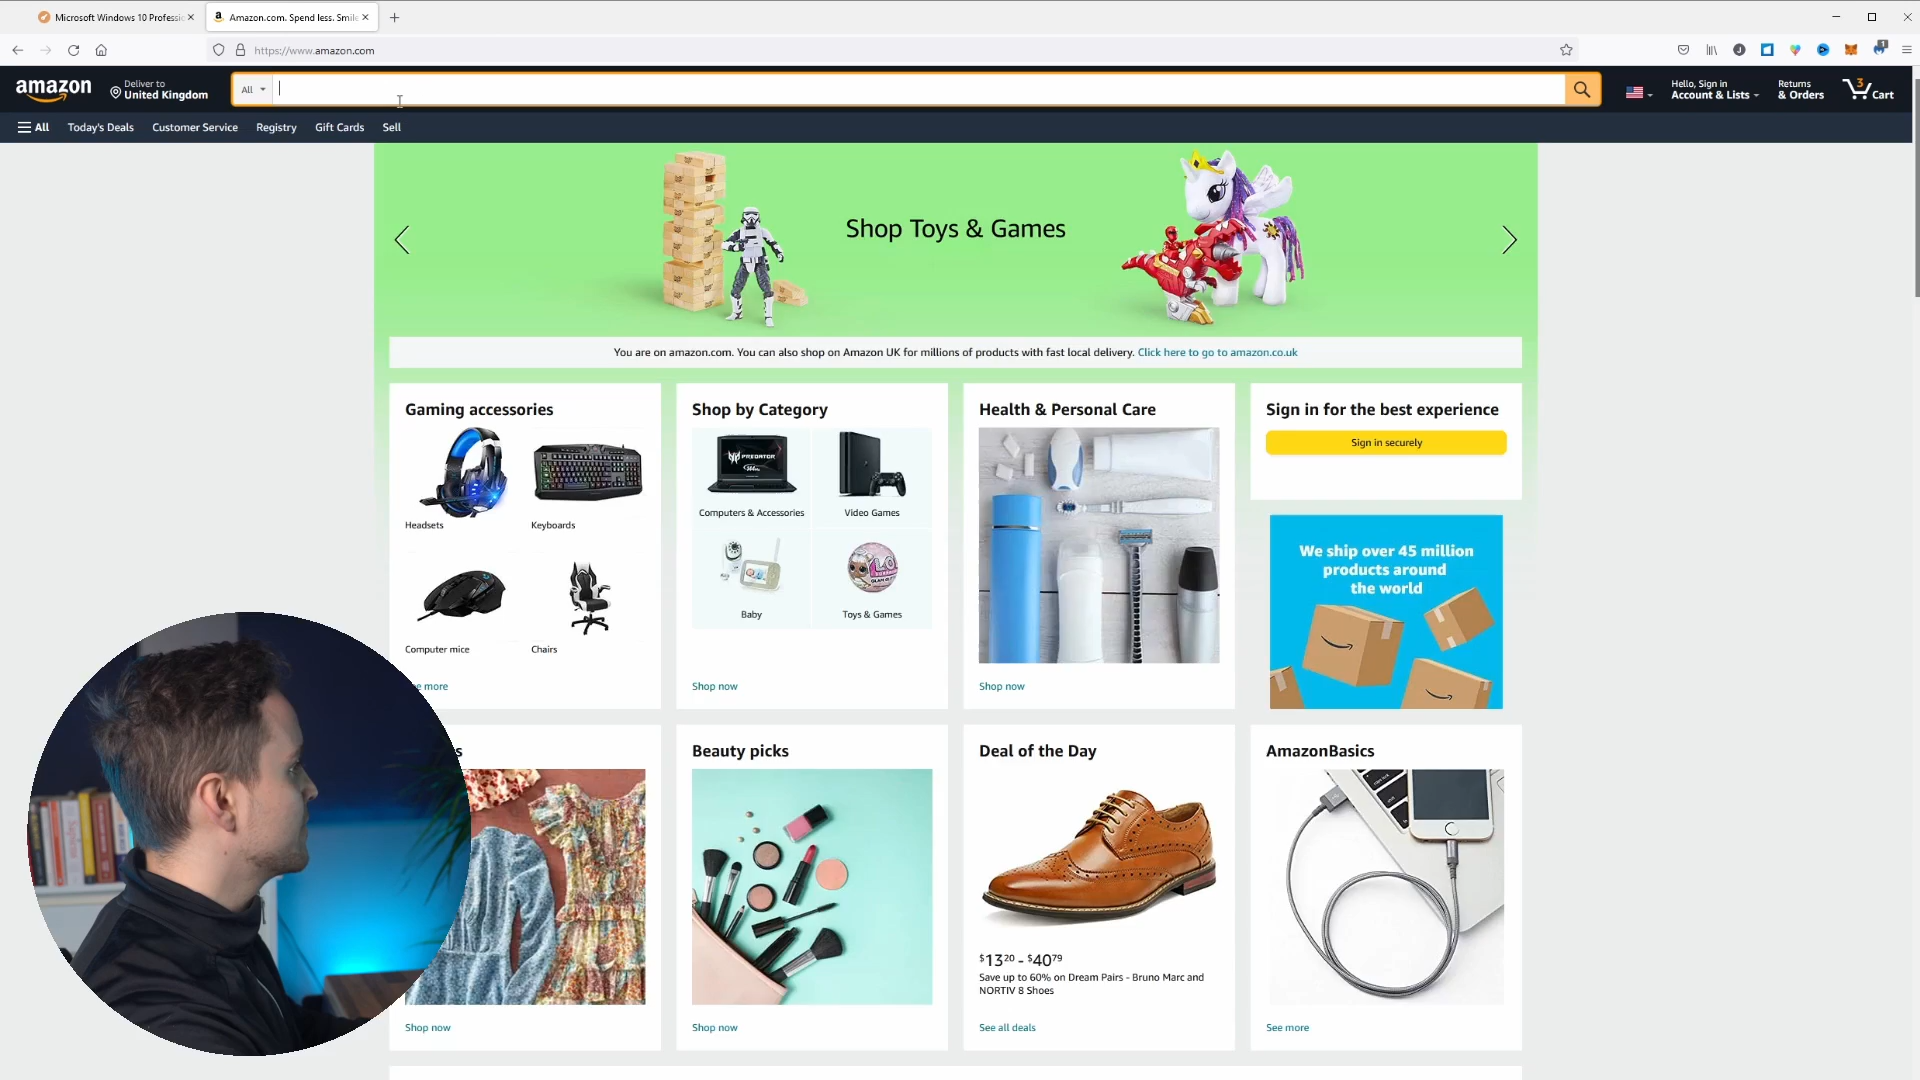 Microsoft Windows 10 Professio
Amazon.com. Spend less. Smile
https://www.amazon.com
1
amazon
Deliver to
United Kingdom
All
Hello, Sign in
Account & Lists
Returns
& Orders
3
Cart
All
Today's Deals
Customer Service
Registry
Gift Cards
Sell
Shop Toys & Games
You are on amazon.com. You can also shop on Amazon UK for millions of products with fast local delivery. Click here to go to amazon.co.uk
Gaming accessories
Headsets
Keyboards
Computer mice
Chairs
e more
Shop by Category
PREDATOR
Computers & Accessories
Video Games
Baby
Toys & Games
Shop now
Health & Personal Care
Shop now
Sign in for the best experience
Sign in securely
We ship over 45 million
products around
the world
s
Shop now
Beauty picks
Shop now
Deal of the Day
$13.20 - $40.79
Save up to 60% on Dream Pairs - Bruno Marc and
NORTIV 8 Shoes
See all deals
AmazonBasics
See more